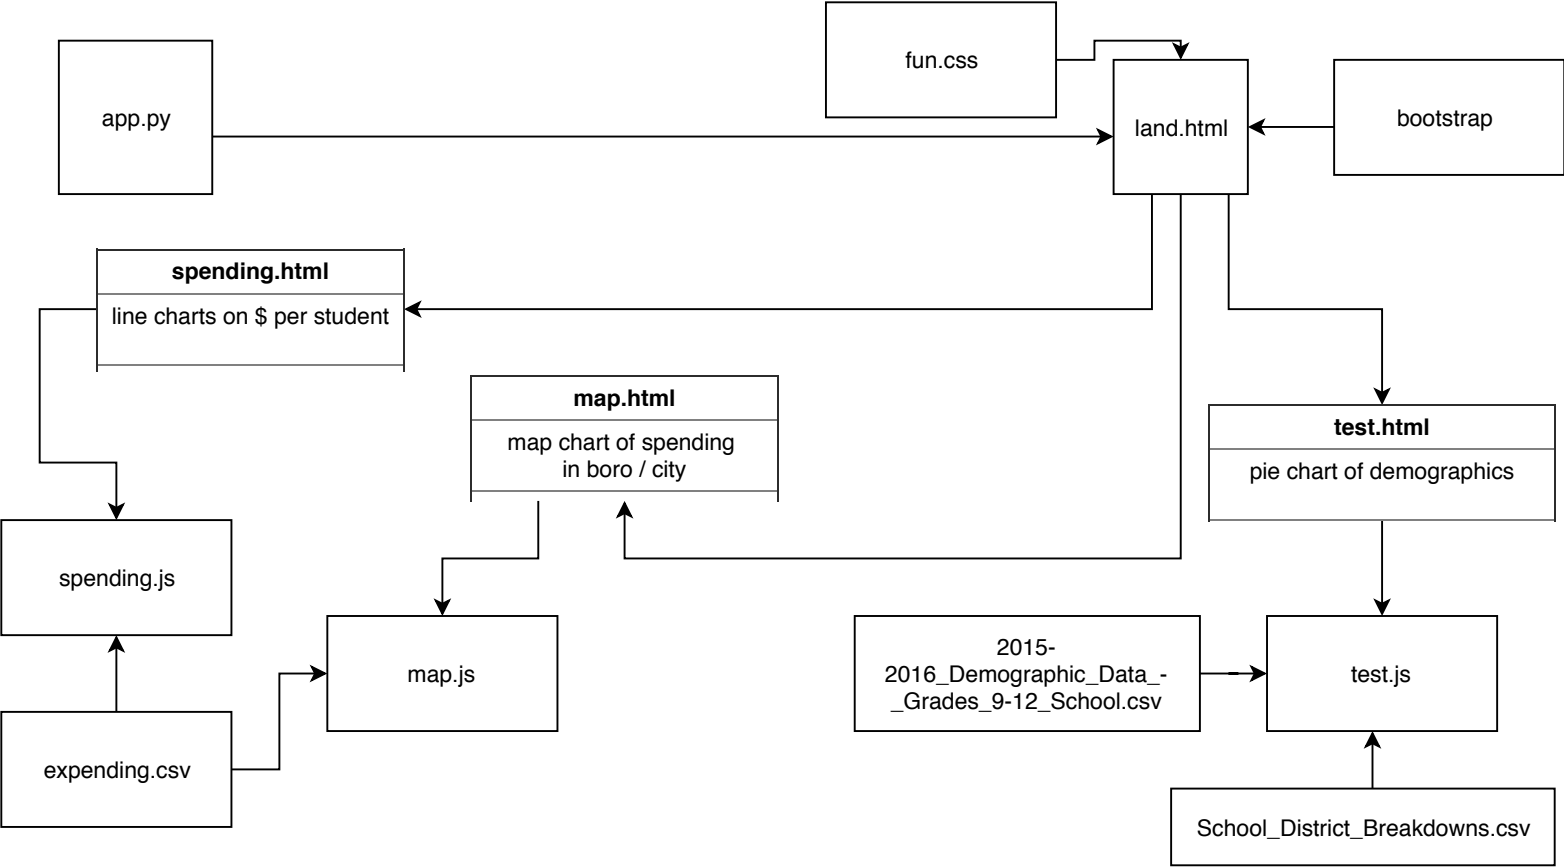 fun.css
app.py
land.html
bootstrap
spending.html
line charts on $ per student
map.html
map chart of spending
in boro / city
test.html
pie chart of demographics
spending.js
map.js
2015-
2016_Demographic_Data_-
_Grades_9-12_School.csv
test.js
expending.csv
School_District_Breakdowns.csv